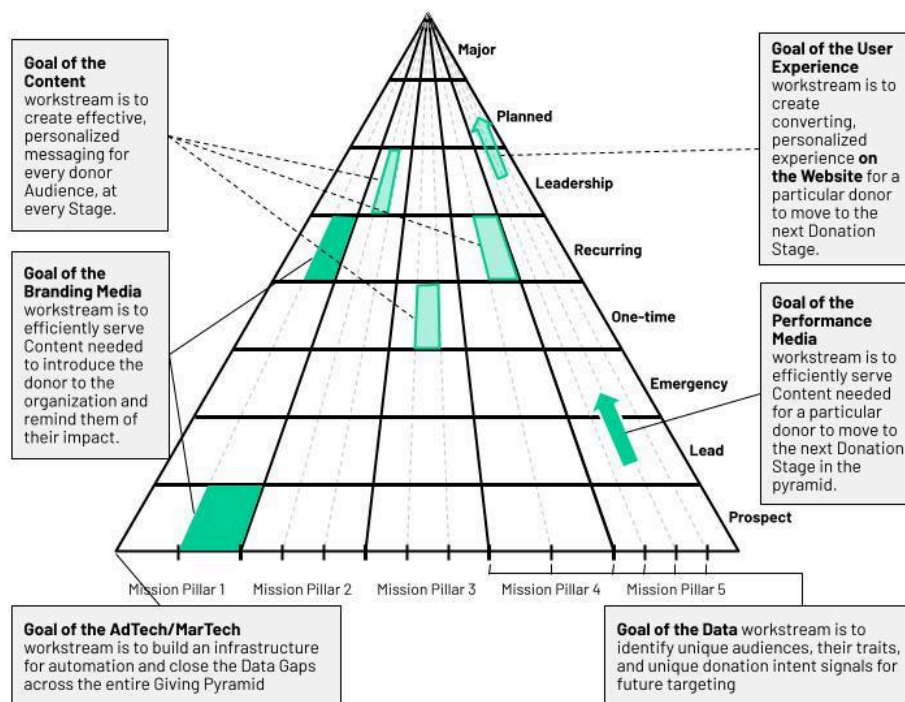 Goal of the
Content
workstream is to
create effective,
personalized
messaging for
every donor
Audience, at
every Stage.
Goal of the
Branding Media
workstream is to
efficiently serve
Content needed
to introduce the
donor to the
organization and
remind them of
their impact.
Major
Planned
Leadership
Recurring
One-time
Emergency
Lead
Prospect
Goal of the User
Experience
workstream is to
create
converting,
personalized
experience on
the Website for a
particular donor
to move to the
next Donation
Stage.
Goal of the
Performance
Media
workstream is to
efficiently serve
Content needed
for a particular
donor to move to
the next Donation
Stage in the
pyramid.
Mission Pillar 1
Mission Pillar 2
Mission Pillar 3
Mission Pillar 4
Mission Pillar 5
Goal of the AdTech/MarTech
workstream is to build an infrastructure
for automation and close the Data Gaps
across the entire Giving Pyramid
Goal of the Data workstream is to
identify unique audiences, their traits,
and unique donation intent signals for
future targeting